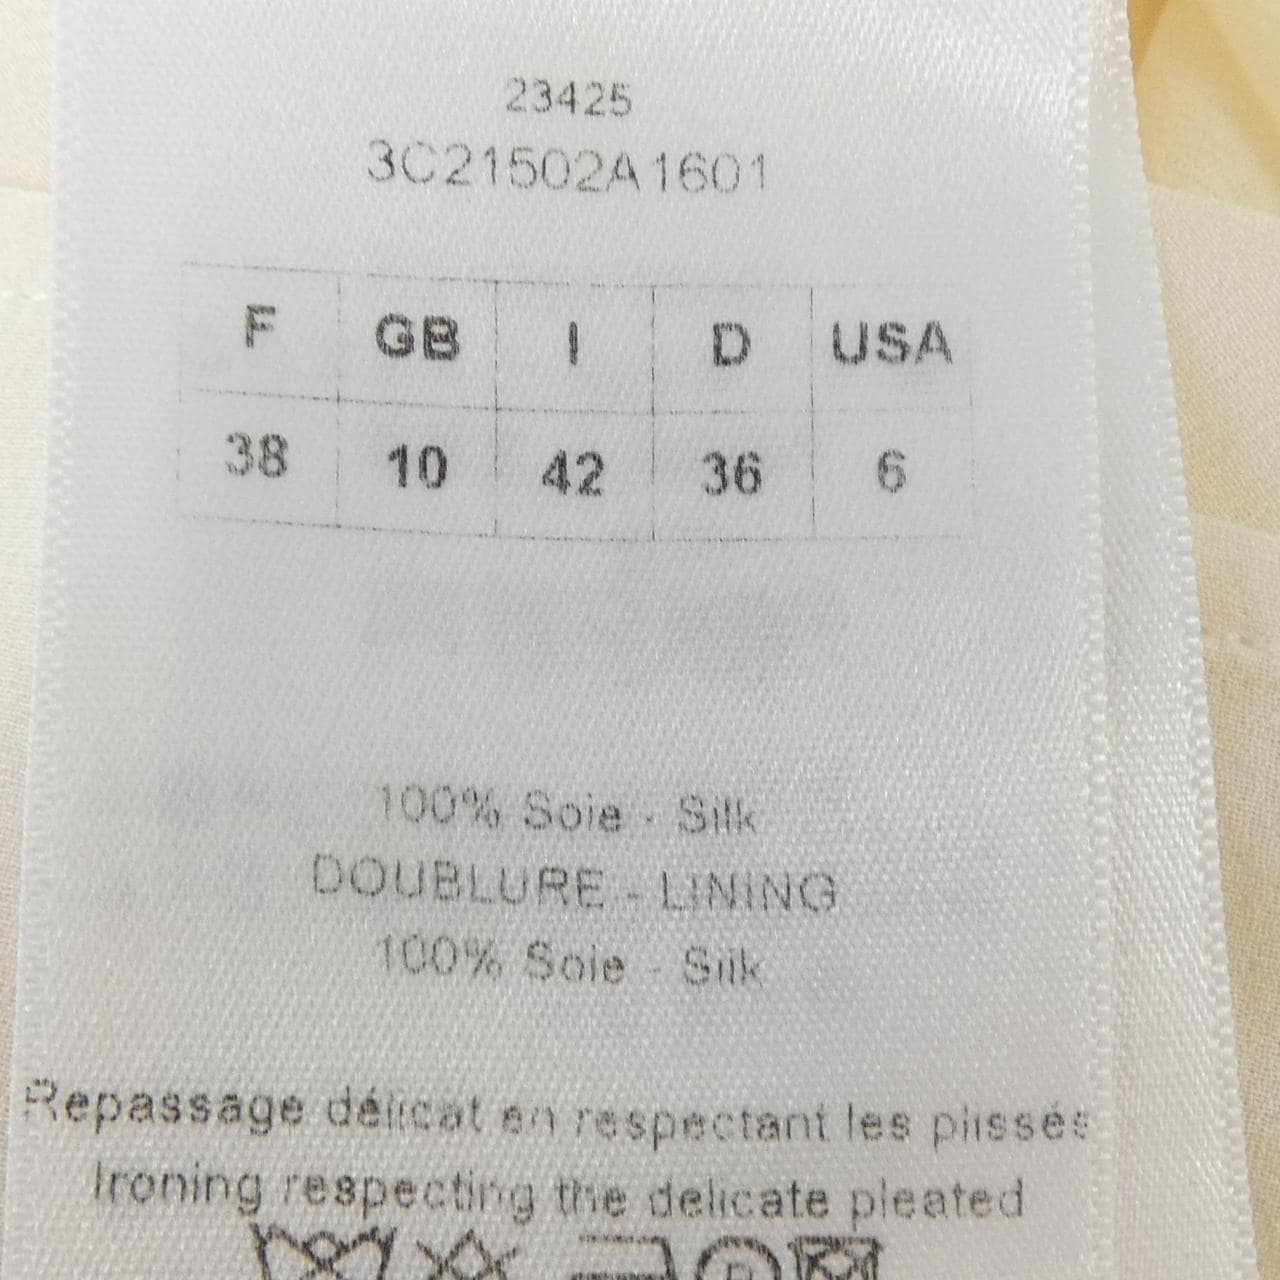 23425
3C21502A1601
F GB I D USA
38 10 42 36 6
100% Soie - Silk
DOUBLURE - LINING
100% Soie - Silk
Repassage délicat en respectant les plissés
Ironing respecting the delicate pleated
P